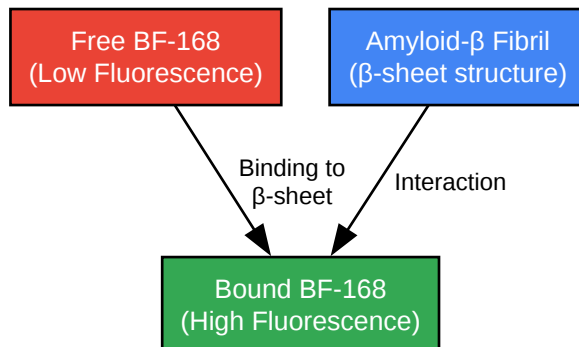 Free BF-168
(Low Fluorescence)
Amyloid-β Fibril
(β-sheet structure)
Binding to
β-sheet
Interaction
Bound BF-168
(High Fluorescence)